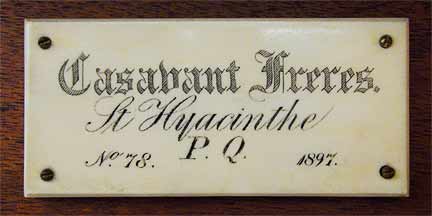 Casavant Freres.
St Hyacinthe
P. Q.
No. 78. 1897.